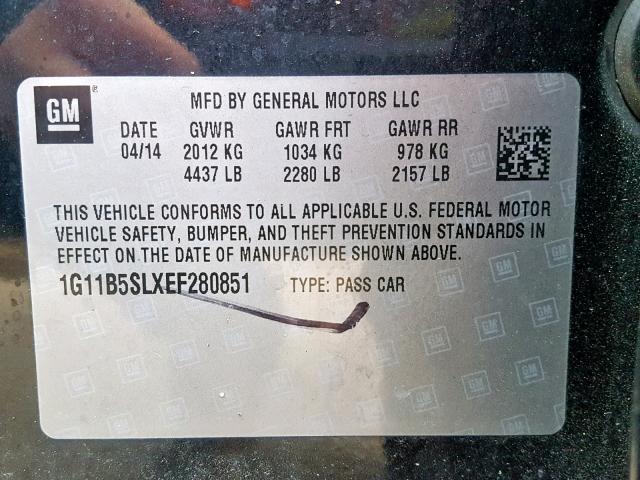 GM
MFD BY GENERAL MOTORS LLC
DATE GVWR GAWR FRT GAWR RR
04/14 2012 KG 1034 KG 978 KG
4437 LB 2280 LB 2157 LB
THIS VEHICLE CONFORMS TO ALL APPLICABLE U.S. FEDERAL MOTOR
VEHICLE SAFETY, BUMPER, AND THEFT PREVENTION STANDARDS IN
EFFECT ON THE DATE OF MANUFACTURE SHOWN ABOVE.
1G11B5SLXEF280851 TYPE: PASS CAR